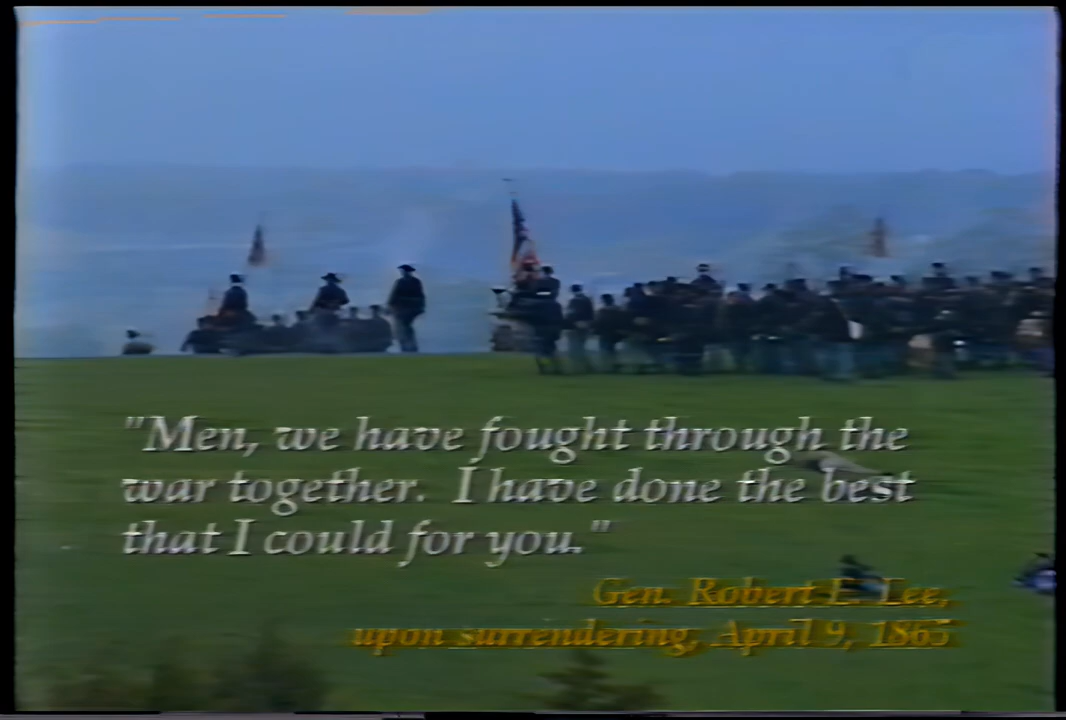 "Men, we have fought through the
war together. I have done the best
that I could for you."
Gen. Robert E. Lee,
upon surrendering, April 9, 1865